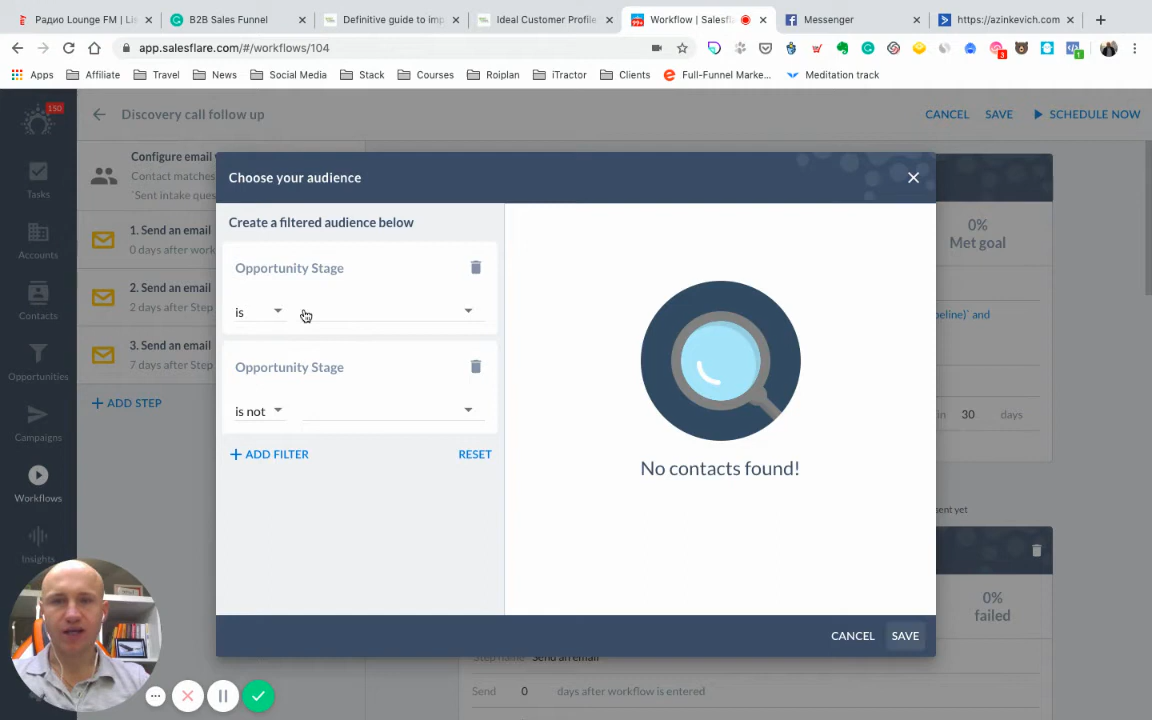 Радио Lounge FM | Lis
B2B Sales Funnel
Definitive guide to imp
Ideal Customer Profile
Workflow | Salesfl
Messenger
https://azinkevich.com
app.salesflare.com/#/workflows/104
Apps
Affiliate
Travel
News
Social Media
Stack
Courses
Roiplan
iTractor
Clients
Full-Funnel Marke...
Meditation track
150
Discovery call follow up
CANCEL
SAVE
SCHEDULE NOW
Tasks
Accounts
Contacts
Opportunities
Campaigns
Workflows
Insights
Configure email
Contact matches
`Sent intake ques
1. Send an email
0 days after work
2. Send an email
2 days after Step
3. Send an email
7 days after Step
ADD STEP
Choose your audience
Create a filtered audience below
Opportunity Stage
is
Opportunity Stage
is not
ADD FILTER
RESET
No contacts found!
CANCEL
SAVE
0%
Met goal
peline)` and
30 days
sent yet
0%
failed
Step name Send an email
Send 0 days after workflow is entered